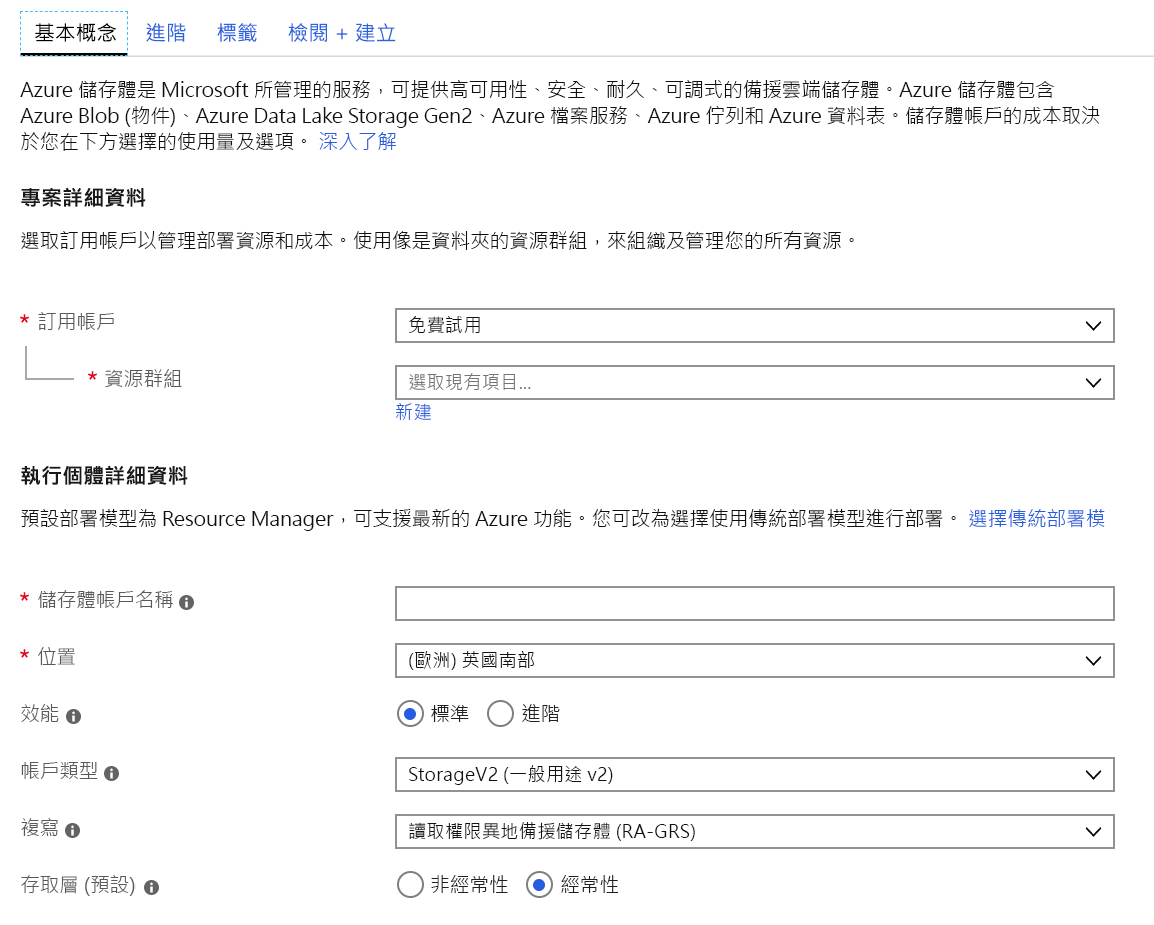 基本概念 進階 標籤 檢閱 + 建立
Azure 儲存體是 Microsoft 所管理的服務，可提供高可用性、安全、耐久、可調式的備援雲端儲存體。Azure 儲存體包含
Azure Blob (物件)、Azure Data Lake Storage Gen2、Azure 檔案服務、Azure 佇列和 Azure 資料表。儲存體帳戶的成本取決
於您在下方選擇的使用量及選項。 深入了解
專案詳細資料
選取訂用帳戶以管理部署資源和成本。使用像是資料夾的資源群組，來組織及管理您的所有資源。
* 訂用帳戶 免費試用
* 資源群組 選取現有項目...
新建
執行個體詳細資料
預設部署模型為 Resource Manager，可支援最新的 Azure 功能。您可改為選擇使用傳統部署模型進行部署。 選擇傳統部署模
* 儲存體帳戶名稱
* 位置 (歐洲) 英國南部
效能 標準 進階
帳戶類型 StorageV2 (一般用途 v2)
複寫 讀取權限異地備援儲存體 (RA-GRS)
存取層 (預設) 非經常性 經常性